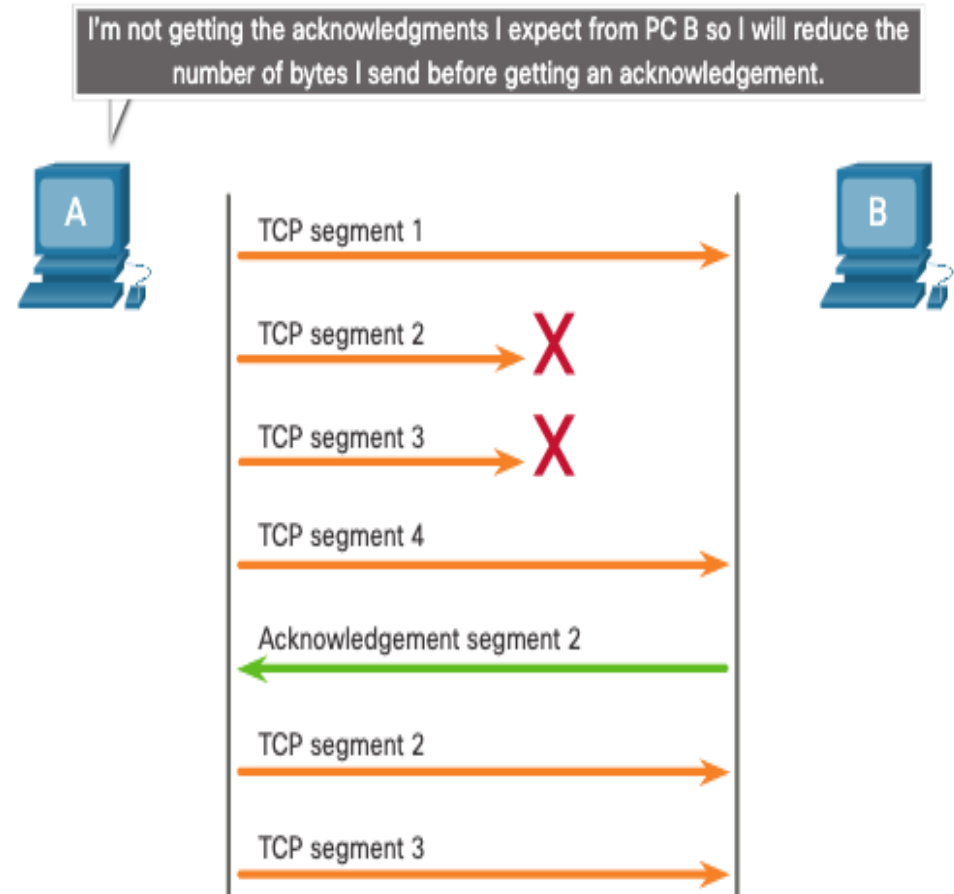 I'm not getting the acknowledgments I expect from PC B so I will reduce the
number of bytes I send before getting an acknowledgement.
A
B
TCP segment 1
TCP segment 2
X
TCP segment 3
X
TCP segment 4
Acknowledgement segment 2
TCP segment 2
TCP segment 3